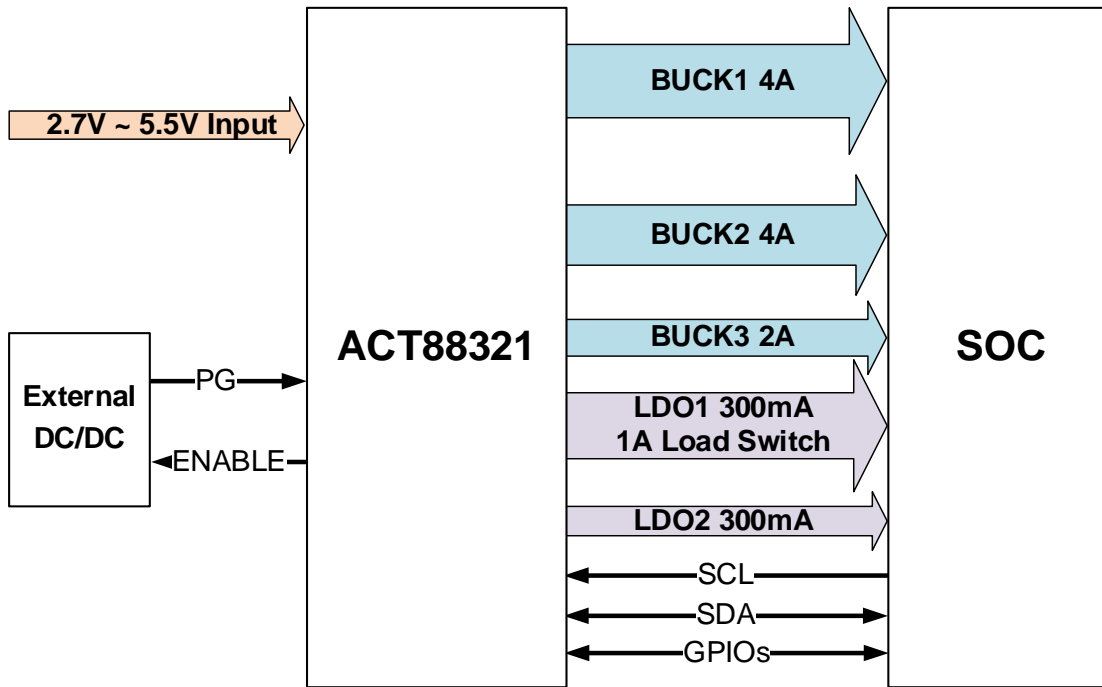 BUCK1 4A
2.7V ~ 5.5V Input
BUCK2 4A
ACT88321
BUCK3 2A
SOC
PG
External
DC/DC
ENABLE
LDO1 300mA
1A Load Switch
LDO2 300mA
SCL
SDA
GPIOs